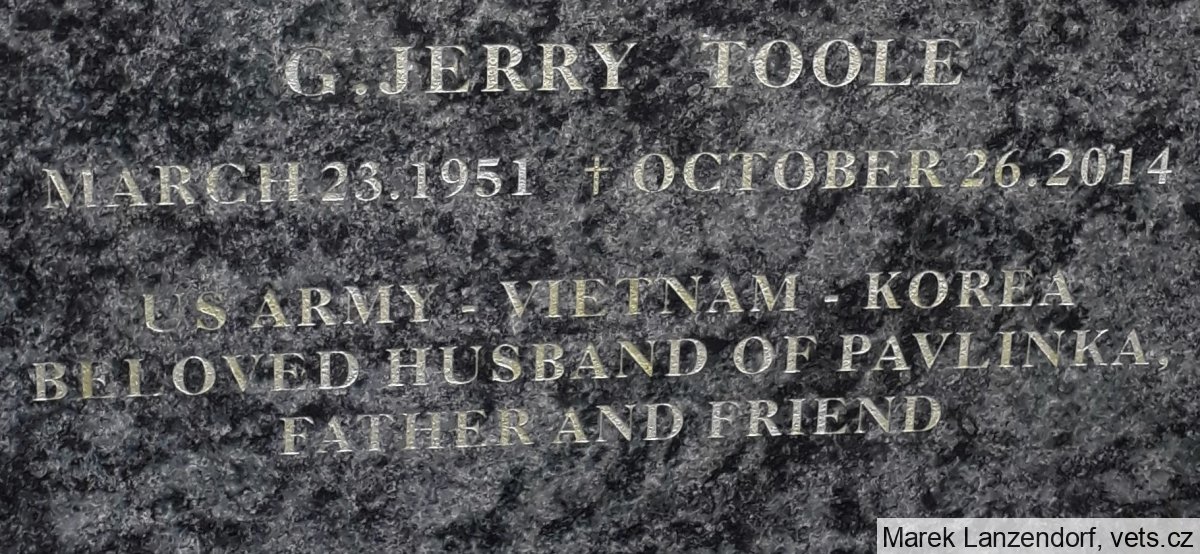 G.JERRY TOOLE
MARCH 23.1951 † OCTOBER 26.2014
US ARMY - VIETNAM - KOREA
BELOVED HUSBAND OF PAVLINKA,
FATHER AND FRIEND
Marek Lanzendorf, vets.cz